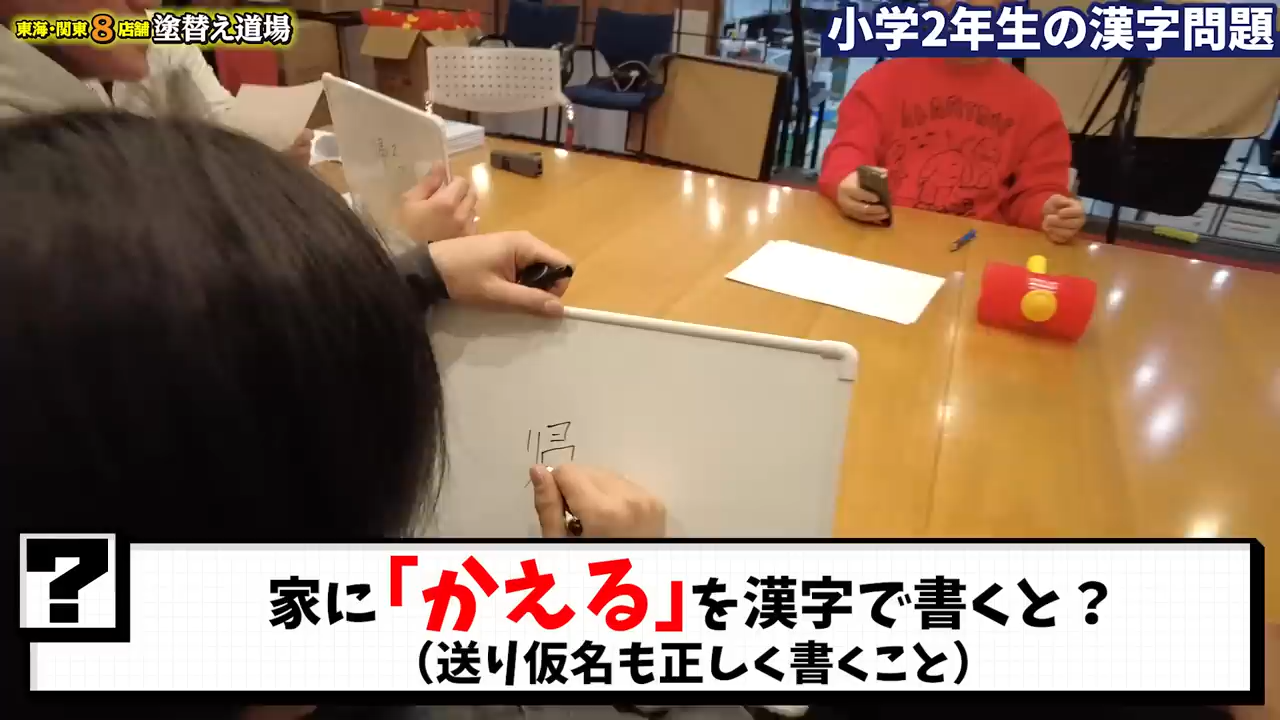 東海・関東8店舗塗替え道場
小学2年生の漢字問題
?
家に「かえる」を漢字で書くと？
（送り仮名も正しく書くこと）